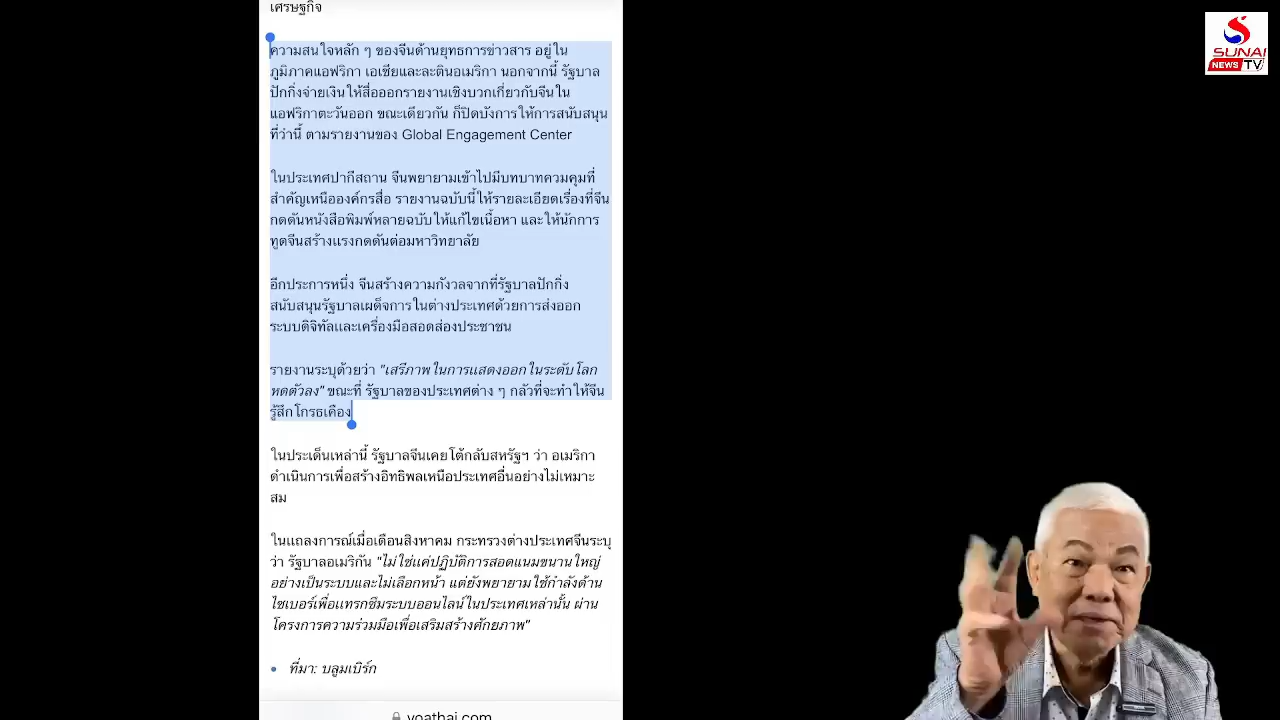 เศรษฐกิจ
ความสนใจหลัก ๆ ของจีนด้านยุทธการข่าวสาร อยู่ใน
ภูมิภาคแอฟริกา เอเชียและละตินอเมริกา นอกจากนี้ รัฐบาล
ปักกิ่งจ่ายเงินให้สื่อออกรายงานเชิงบวกเกี่ยวกับจีนใน
แอฟริกาตะวันออก ขณะเดียวกัน ก็ปิดบังการให้การสนับสนุน
ที่ว่านี้ ตามรายงานของ Global Engagement Center
ในประเทศปากีสถาน จีนพยายามเข้าไปมีบทบาทควมคุมที่
สำคัญเหนือองค์กรสื่อ รายงานฉบับนี้ให้รายละเอียดเรื่องที่จีน
กดดันหนังสือพิมพ์หลายฉบับให้แก้ไขเนื้อหา และให้นักการ
ทูตจีนสร้างแรงกดดันต่อมหาวิทยาลัย
อีกประการหนึ่ง จีนสร้างความกังวลจากที่รัฐบาลปักกิ่ง
สนับสนุนรัฐบาลเผด็จการในต่างประเทศด้วยการส่งออก
ระบบดิจิทัลและเครื่องมือสอดส่องประชาชน
รายงานระบุด้วยว่า "เสรีภาพในการแสดงออกในระดับโลก
หดตัวลง" ขณะที่ รัฐบาลของประเทศต่าง ๆ กลัวที่จะทำให้จีน
รู้สึกโกรธเคือง
ในประเด็นเหล่านี้ รัฐบาลจีนเคยโต้กลับสหรัฐฯ ว่า อเมริกา
ดำเนินการเพื่อสร้างอิทธิพลเหนือประเทศอื่นอย่างไม่เหมาะ
สม
ในแถลงการณ์เมื่อเดือนสิงหาคม กระทรวงต่างประเทศจีนระบุ
ว่า รัฐบาลอเมริกัน "ไม่ใช่แค่ปฏิบัติการสอดแนมขนานใหญ่
อย่างเป็นระบบและไม่เลือกหน้า แต่ยังพยายามใช้กำลังด้าน
ไซเบอร์เพื่อแทรกซึมระบบออนไลน์ในประเทศเหล่านั้น ผ่าน
โครงการความร่วมมือเพื่อเสริมสร้างศักยภาพ"
• ที่มา: บลูมเบิร์ก
voathai.com
SUNAI
NEWS TV